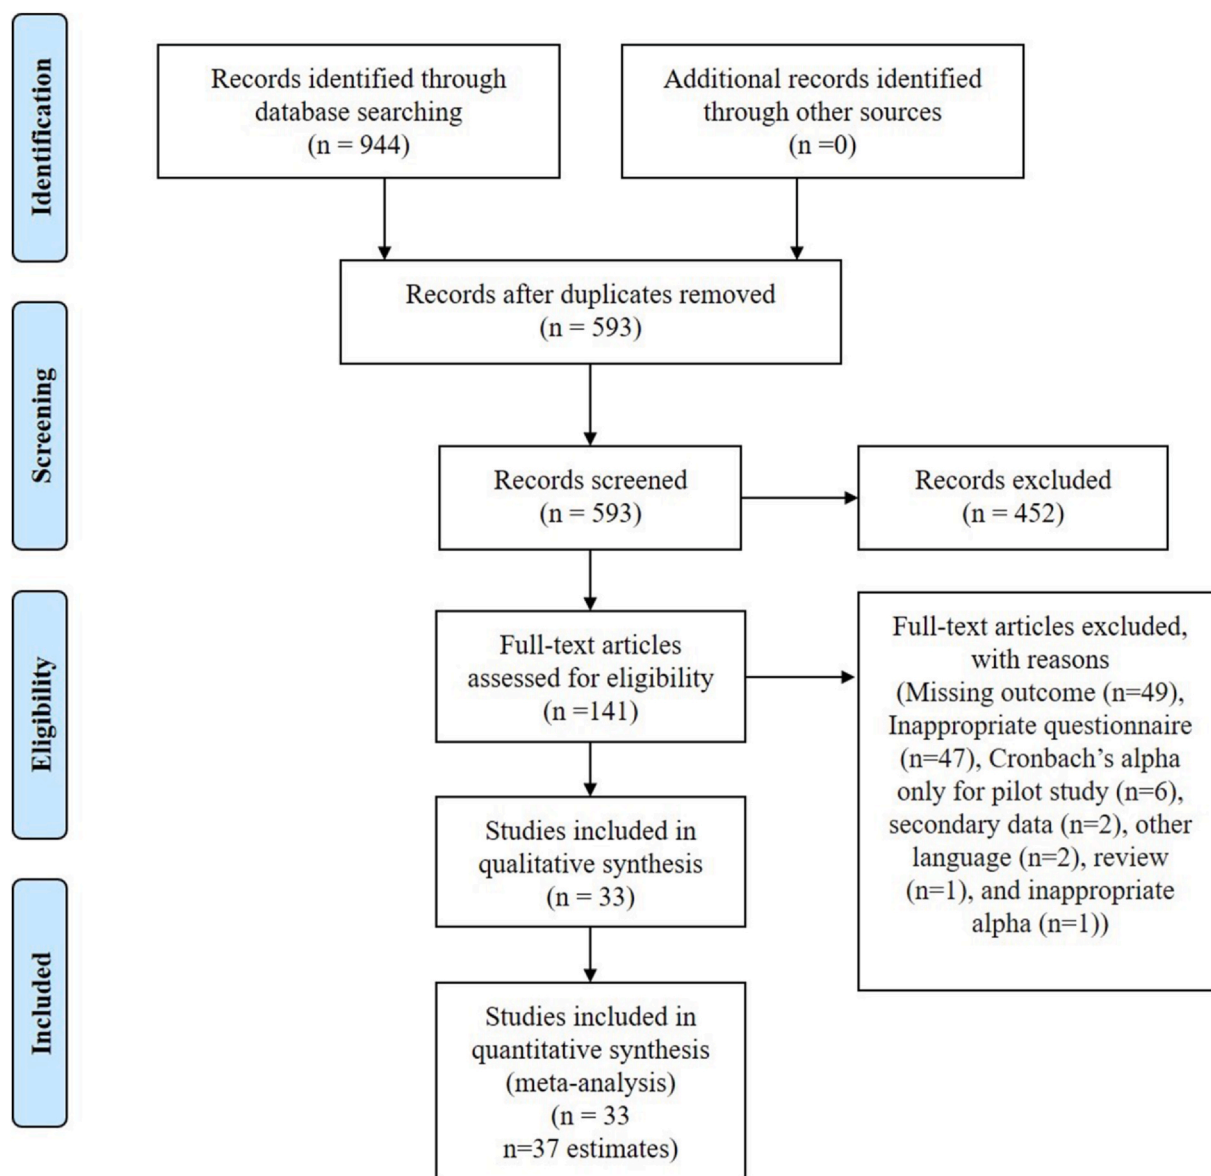 Identification
Records identified through
database searching
(n = 944)
Additional records identified
through other sources
(n =0)
Records after duplicates removed
(n = 593)
Screening
Records screened
(n = 593)
Records excluded
(n = 452)
Eligibility
Full-text articles
assessed for eligibility
(n =141)
Full-text articles excluded,
with reasons
(Missing outcome (n=49),
Inappropriate questionnaire
(n=47), Cronbach’s alpha
only for pilot study (n=6),
secondary data (n=2), other
language (n=2), review
(n=1), and inappropriate
alpha (n=1))
Studies included in
qualitative synthesis
(n = 33)
Included
Studies included in
quantitative synthesis
(meta-analysis)
(n = 33
n=37 estimates)